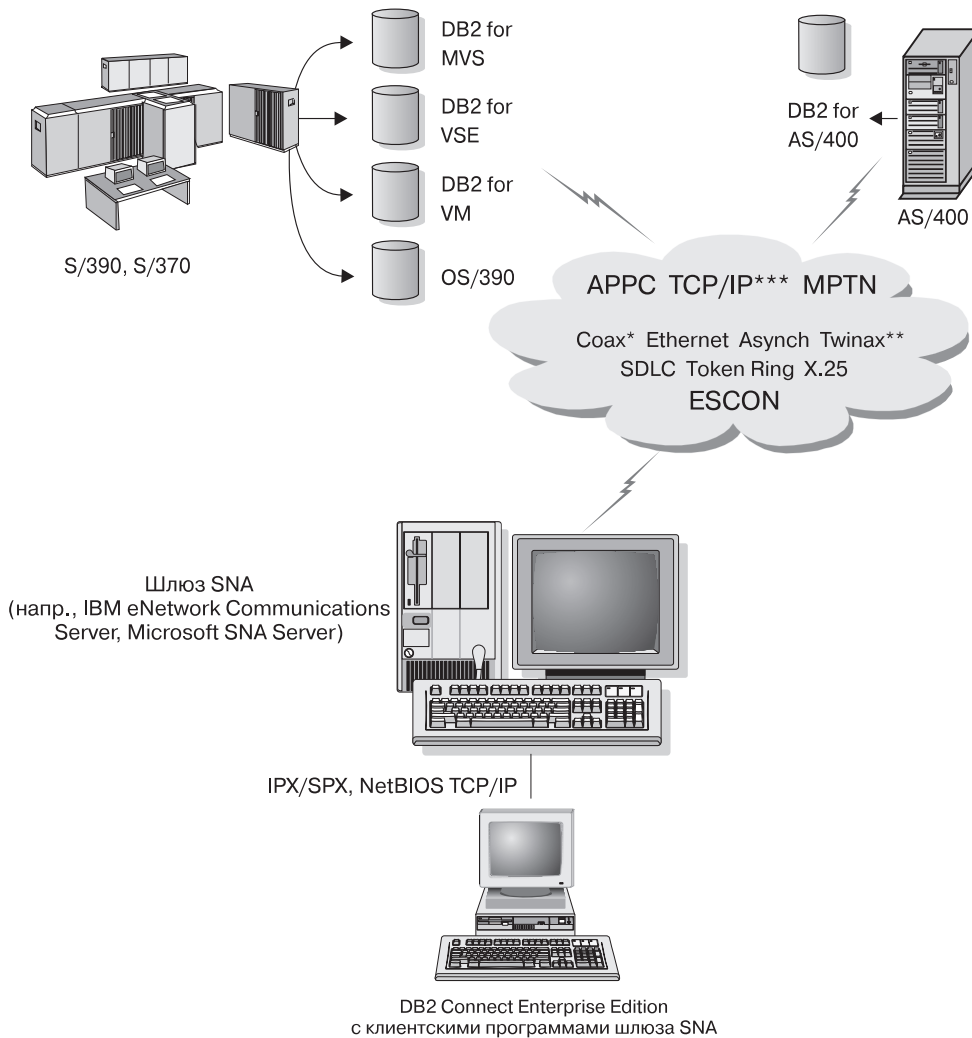 DB2 for
MVS
DB2 for
VSE
DB2 for
VM
OS/390
S/390, S/370
DB2 for
AS/400
AS/400
APPC TCP/IP*** MPTN
Coax* Ethernet Asynch Twinax**
SDLC Token Ring X.25
ESCON
Шлюз SNA
(напр., IBM eNetwork Communications
Server, Microsoft SNA Server)
IPX/SPX, NetBIOS TCP/IP
DB2 Connect Enterprise Edition
с клиентскими программами шлюза SNA